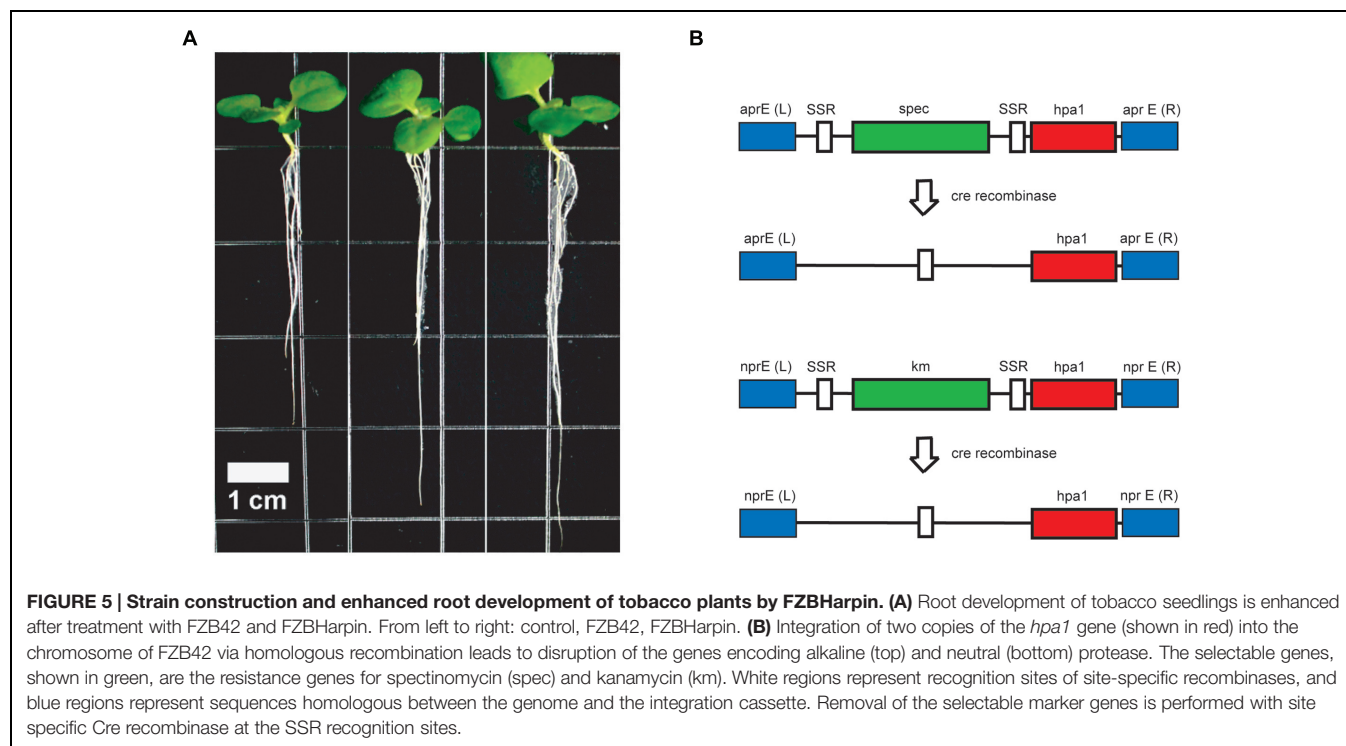 A
B
1 cm
aprE (L) SSR spec SSR hpa1 apr E (R)
cre recombinase
aprE (L) hpa1 apr E (R)
nprE (L) SSR km SSR hpa1 npr E (R)
cre recombinase
nprE (L) hpa1 npr E (R)
FIGURE 5 | Strain construction and enhanced root development of tobacco plants by FZBHarpin. (A) Root development of tobacco seedlings is enhanced
after treatment with FZB42 and FZBHarpin. From left to right: control, FZB42, FZBHarpin. (B) Integration of two copies of the hpa1 gene (shown in red) into the
chromosome of FZB42 via homologous recombination leads to disruption of the genes encoding alkaline (top) and neutral (bottom) protease. The selectable genes,
shown in green, are the resistance genes for spectinomycin (spec) and kanamycin (km). White regions represent recognition sites of site-specific recombinases, and
blue regions represent sequences homologous between the genome and the integration cassette. Removal of the selectable marker genes is performed with site
specific Cre recombinase at the SSR recognition sites.